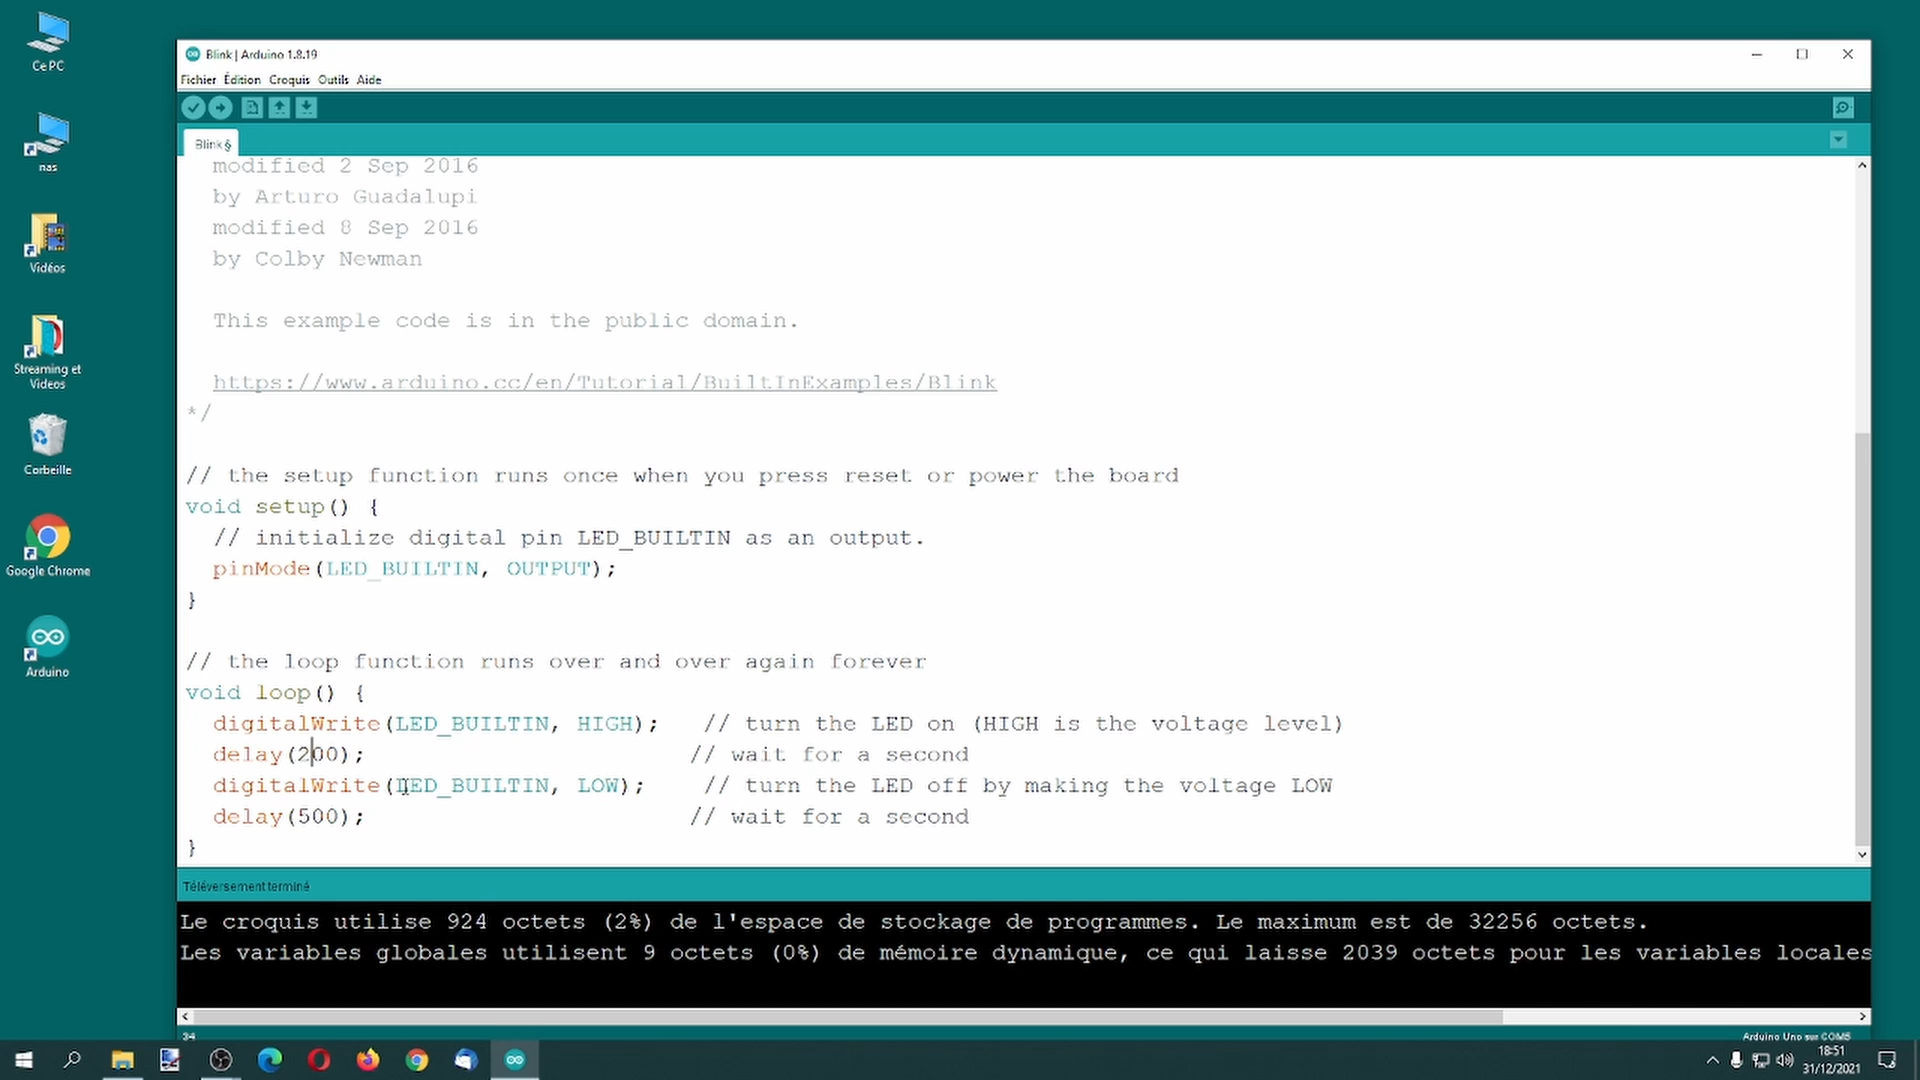 Ce PC
nas
Vidéos
Streaming et
Videos
Corbeille
Google Chrome
Arduino
Blink | Arduino 1.8.19
Fichier Édition Croquis Outils Aide
Blink §
modified 2 Sep 2016
by Arturo Guadalupi
modified 8 Sep 2016
by Colby Newman
This example code is in the public domain.
https://www.arduino.cc/en/Tutorial/BuiltInExamples/Blink
*/
// the setup function runs once when you press reset or power the board
void setup() {
// initialize digital pin LED_BUILTIN as an output.
pinMode(LED_BUILTIN, OUTPUT);
}
// the loop function runs over and over again forever
void loop() {
digitalWrite(LED_BUILTIN, HIGH); // turn the LED on (HIGH is the voltage level)
delay(200); // wait for a second
digitalWrite(LED_BUILTIN, LOW); // turn the LED off by making the voltage LOW
delay(500); // wait for a second
}
Téléversement terminé
Le croquis utilise 924 octets (2%) de l'espace de stockage de programmes. Le maximum est de 32256 octets.
Les variables globales utilisent 9 octets (0%) de mémoire dynamique, ce qui laisse 2039 octets pour les variables locales
34
Arduino Uno sur COM5
18:51
31/12/2021